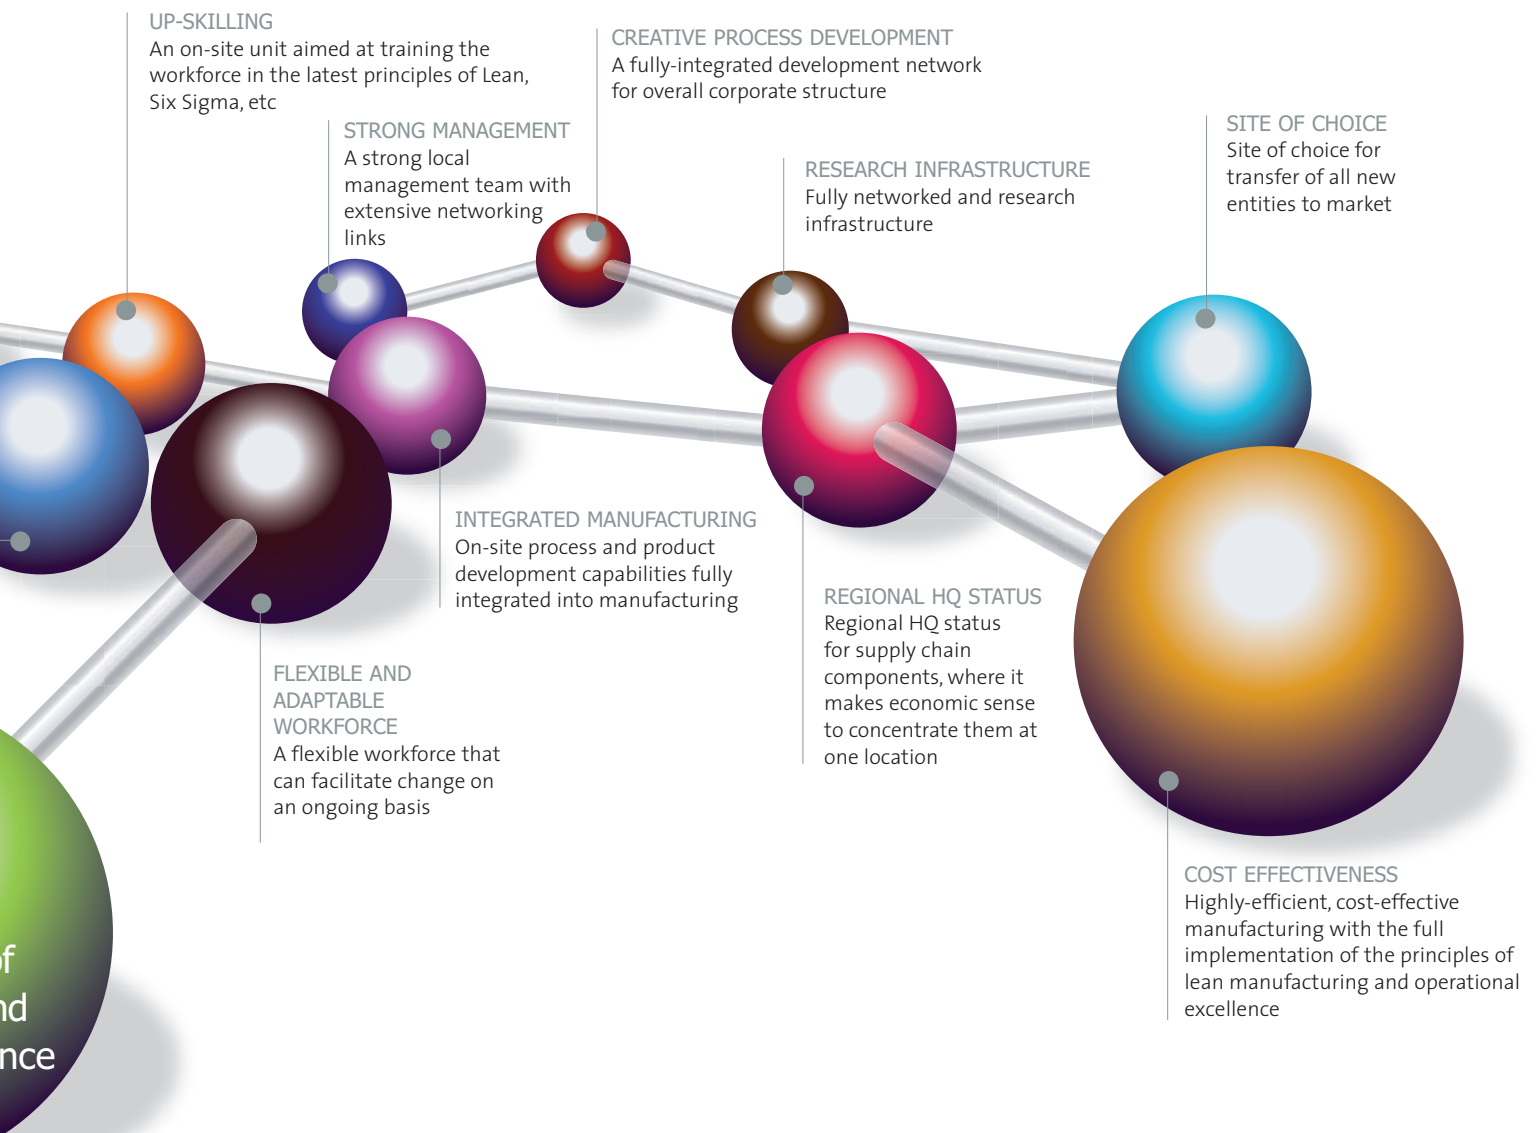 UP-SKILLING
An on-site unit aimed at training the
workforce in the latest principles of Lean,
Six Sigma, etc
STRONG MANAGEMENT
A strong local
management team with
extensive networking
links
CREATIVE PROCESS DEVELOPMENT
A fully-integrated development network
for overall corporate structure
RESEARCH INFRASTRUCTURE
Fully networked and research
infrastructure
SITE OF CHOICE
Site of choice for
transfer of all new
entities to market
INTEGRATED MANUFACTURING
On-site process and product
development capabilities fully
integrated into manufacturing
FLEXIBLE AND
ADAPTABLE
WORKFORCE
A flexible workforce that
can facilitate change on
an ongoing basis
REGIONAL HQ STATUS
Regional HQ status
for supply chain
components, where it
makes economic sense
to concentrate them at
one location
COST EFFECTIVENESS
Highly-efficient, cost-effective
manufacturing with the full
implementation of the principles of
lean manufacturing and operational
excellence
of
nd
nce